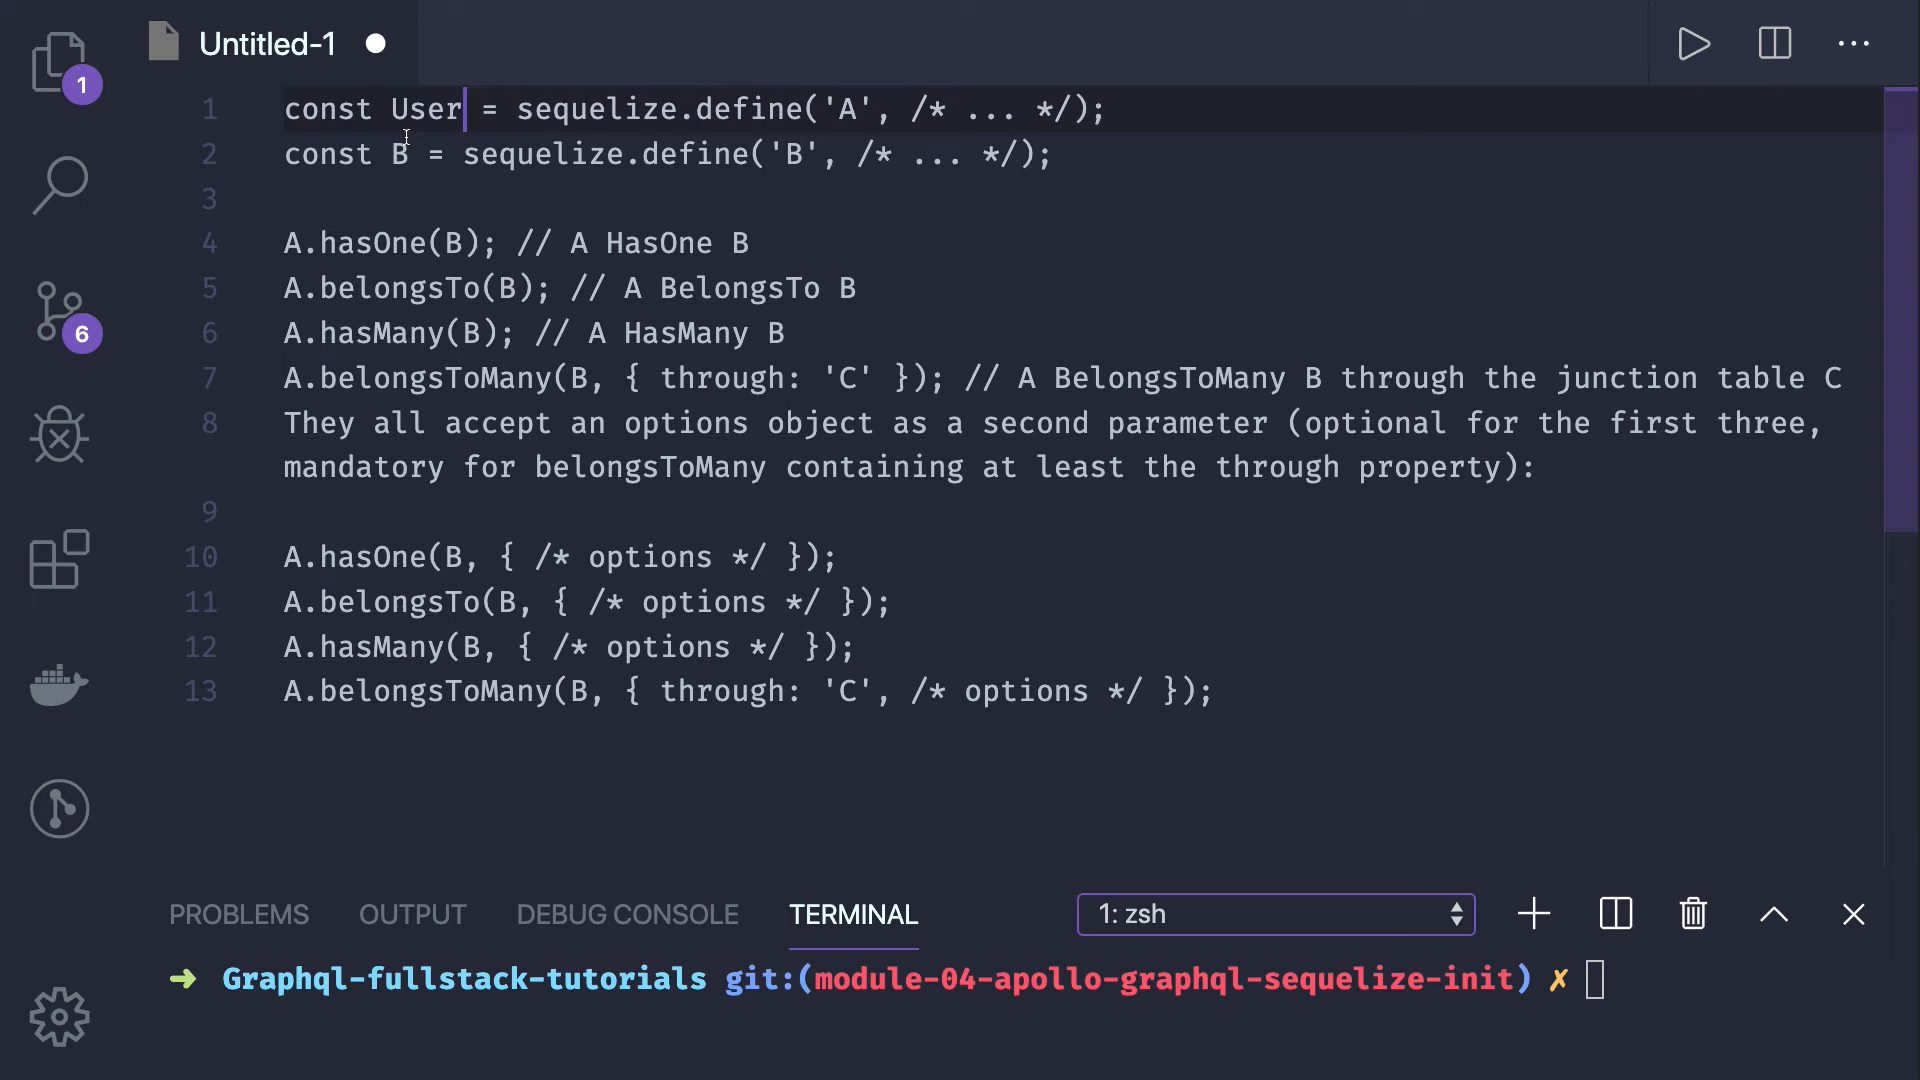 Untitled-1
1
1 const User = sequelize.define('A', /* ... */);
2 const B = sequelize.define('B', /* ... */);
3
4 A.hasOne(B); // A HasOne B
5 A.belongsTo(B); // A BelongsTo B
6 A.hasMany(B); // A HasMany B
6
7 A.belongsToMany(B, { through: 'C' }); // A BelongsToMany B through the junction table C
8 They all accept an options object as a second parameter (optional for the first three,
mandatory for belongsToMany containing at least the through property):
9
10 A.hasOne(B, { /* options */ });
11 A.belongsTo(B, { /* options */ });
12 A.hasMany(B, { /* options */ });
13 A.belongsToMany(B, { through: 'C', /* options */ });
PROBLEMS OUTPUT DEBUG CONSOLE TERMINAL 1: zsh
➜ Graphql-fullstack-tutorials git:(module-04-apollo-graphql-sequelize-init) ✗